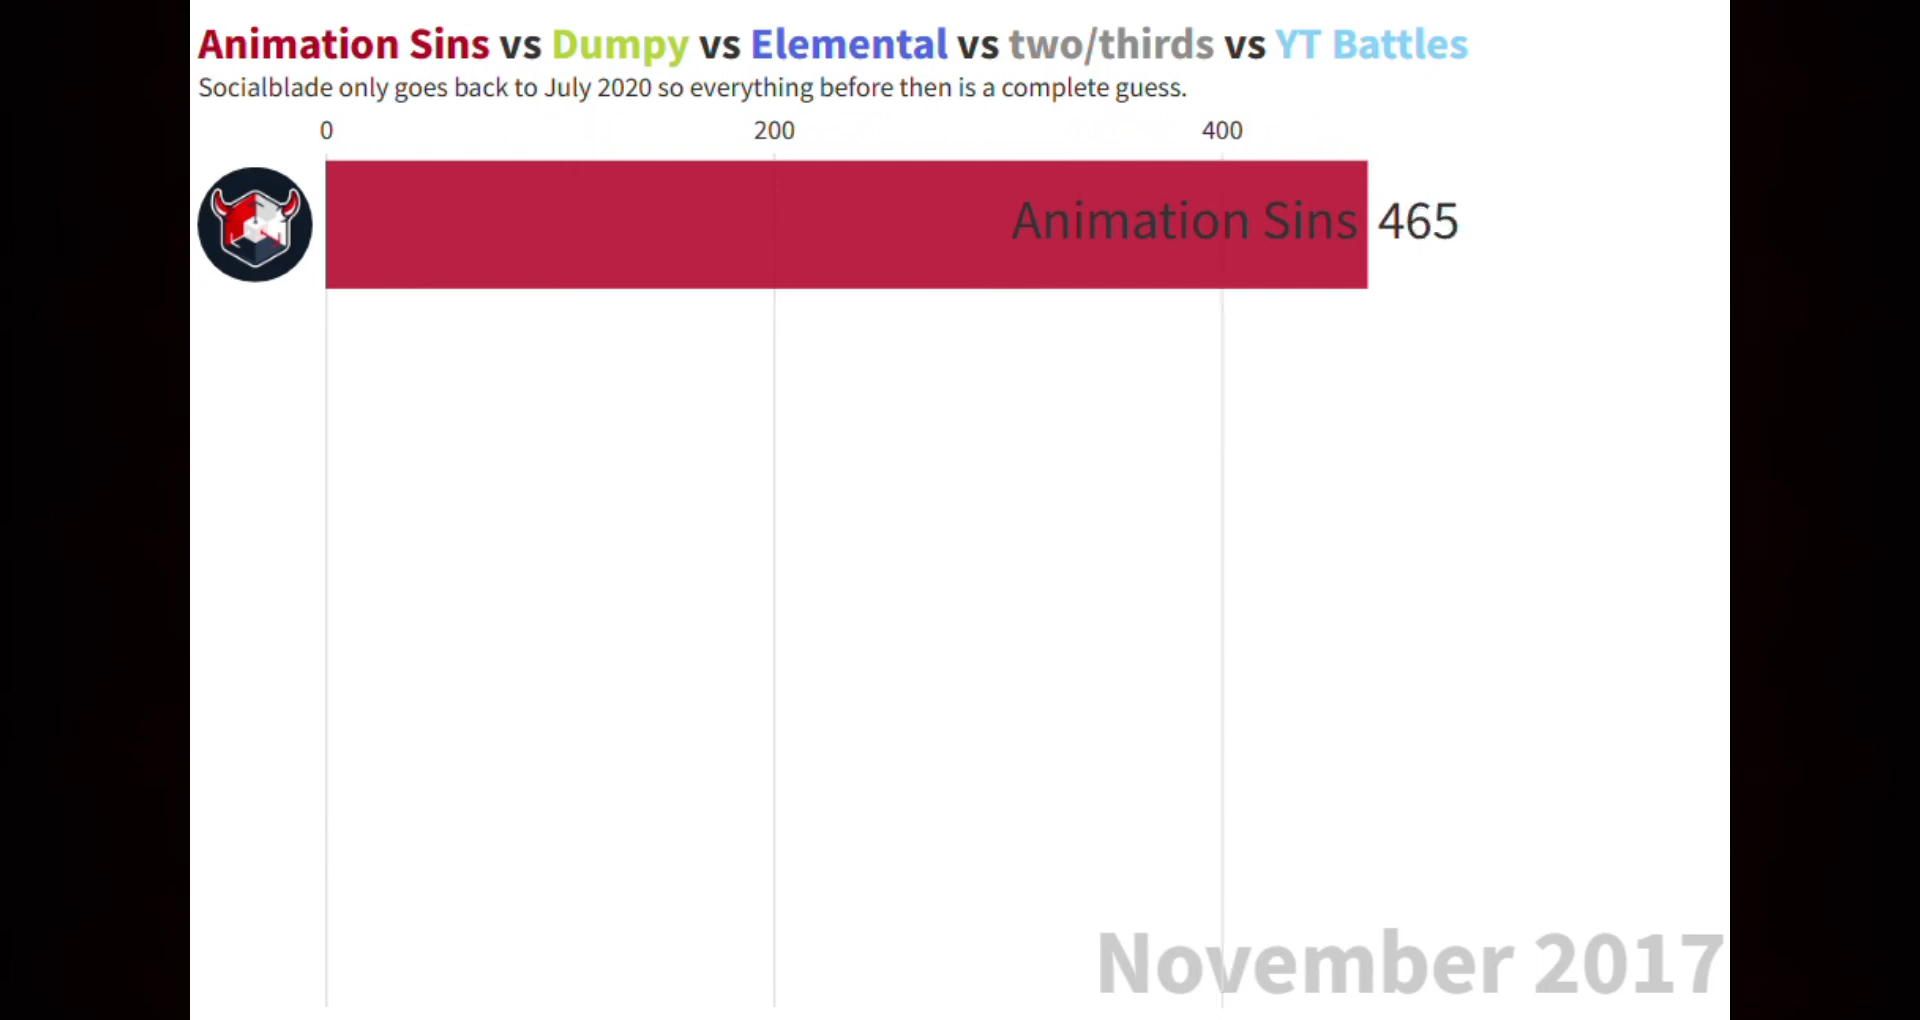 Animation Sins vs Dumpy vs Elemental vs two/thirds vs YT Battles
Socialblade only goes back to July 2020 so everything before then is a complete guess.
0 200 400
Animation Sins 465
November 2017